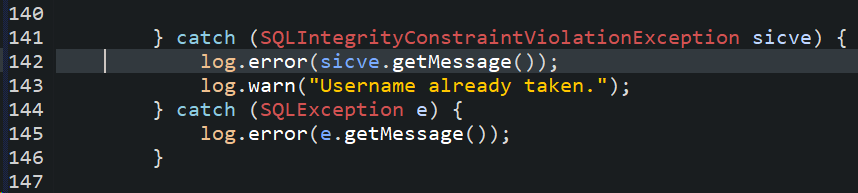 140
141 } catch (SQLIntegrityConstraintViolationException sicve) {
142 log.error(sicve.getMessage());
143 log.warn("Username already taken.");
144 } catch (SQLException e) {
145 log.error(e.getMessage());
146 }
147